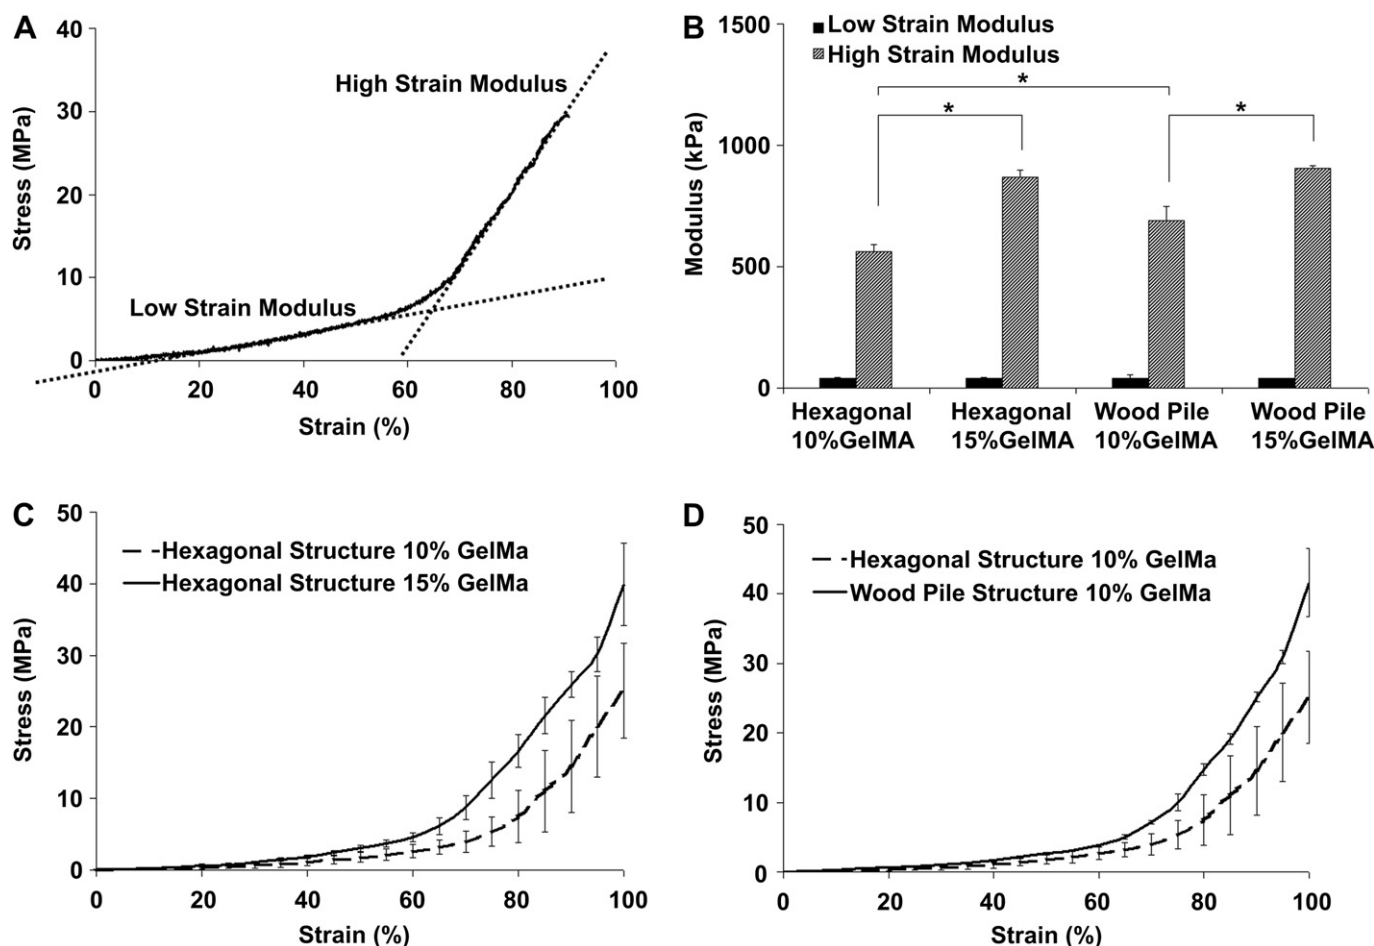 A
40
30
20
10
0
Stress (MPa)
High Strain Modulus
Low Strain Modulus
0 20 40 60 80 100
Strain (%)
B
Low Strain Modulus
High Strain Modulus
1500
1000
500
0
Modulus (kPa)
*
* *
Hexagonal Hexagonal Wood Pile Wood Pile
10%GelMA 15%GelMA 10%GelMA 15%GelMA
C
50
40
30
20
10
0
Stress (MPa)
Hexagonal Structure 10% GelMa
Hexagonal Structure 15% GelMa
0 20 40 60 80 100
Strain (%)
D
50
40
30
20
10
0
Stress (MPa)
Hexagonal Structure 10% GelMa
Wood Pile Structure 10% GelMa
0 20 40 60 80 100
Strain (%)